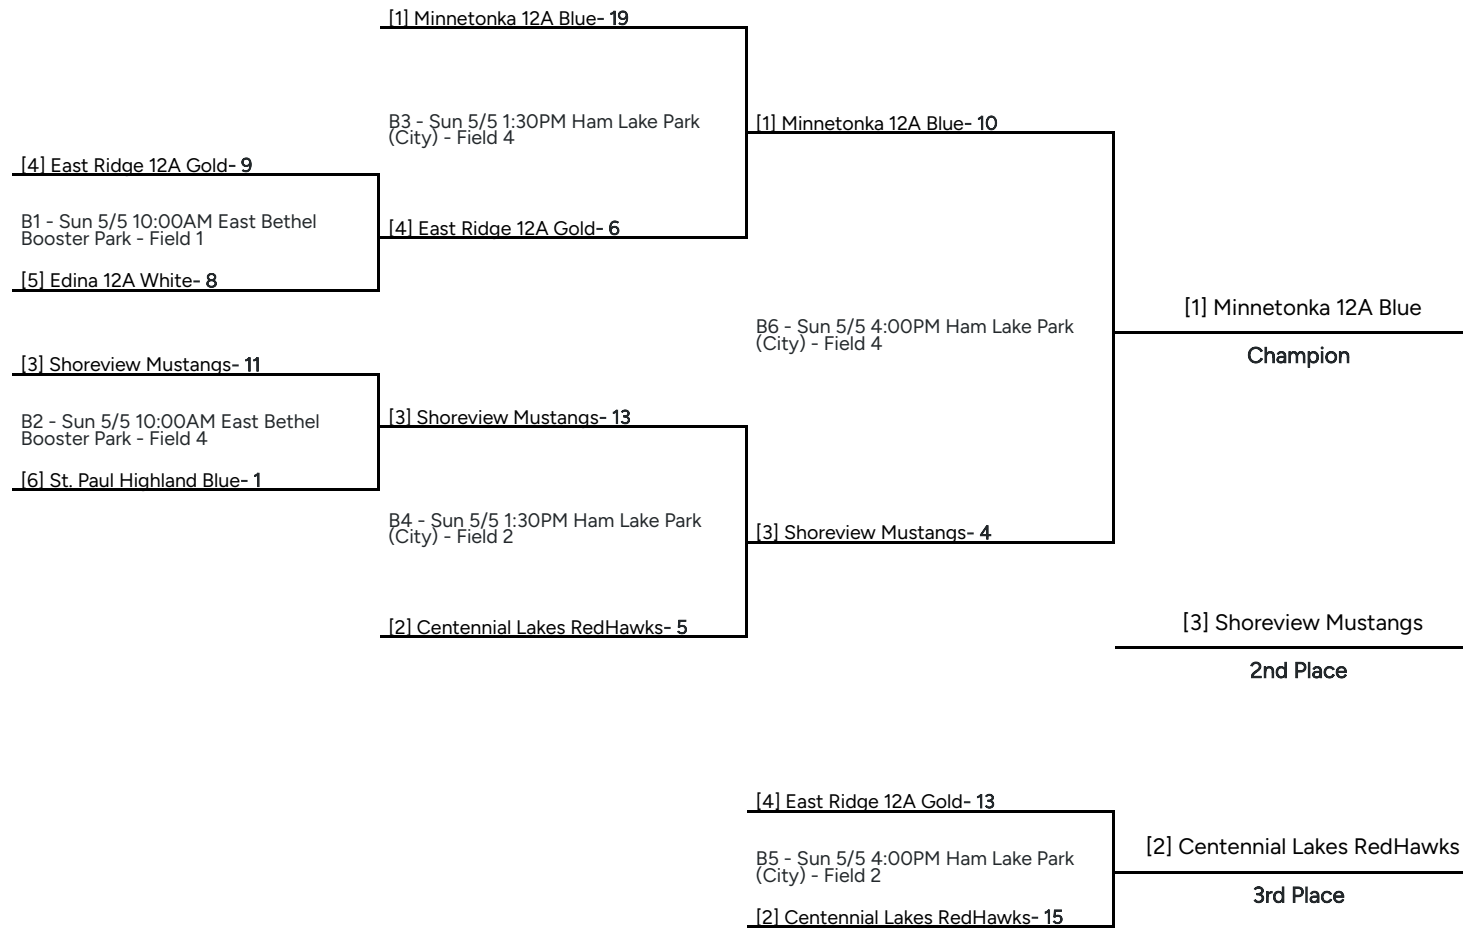 [1] Minnetonka 12A Blue- 19
B3 - Sun 5/5 1:30PM Ham Lake Park
(City) - Field 4
[1] Minnetonka 12A Blue- 10
[4] East Ridge 12A Gold- 9
B1 - Sun 5/5 10:00AM East Bethel
Booster Park - Field 1
[4] East Ridge 12A Gold- 6
[5] Edina 12A White- 8
[1] Minnetonka 12A Blue
Champion
B6 - Sun 5/5 4:00PM Ham Lake Park
(City) - Field 4
[3] Shoreview Mustangs- 11
B2 - Sun 5/5 10:00AM East Bethel
Booster Park - Field 4
[3] Shoreview Mustangs- 13
[6] St. Paul Highland Blue- 1
B4 - Sun 5/5 1:30PM Ham Lake Park
(City) - Field 2
[3] Shoreview Mustangs- 4
[2] Centennial Lakes RedHawks- 5
[3] Shoreview Mustangs
2nd Place
[4] East Ridge 12A Gold- 13
B5 - Sun 5/5 4:00PM Ham Lake Park
(City) - Field 2
[2] Centennial Lakes RedHawks
3rd Place
[2] Centennial Lakes RedHawks- 15